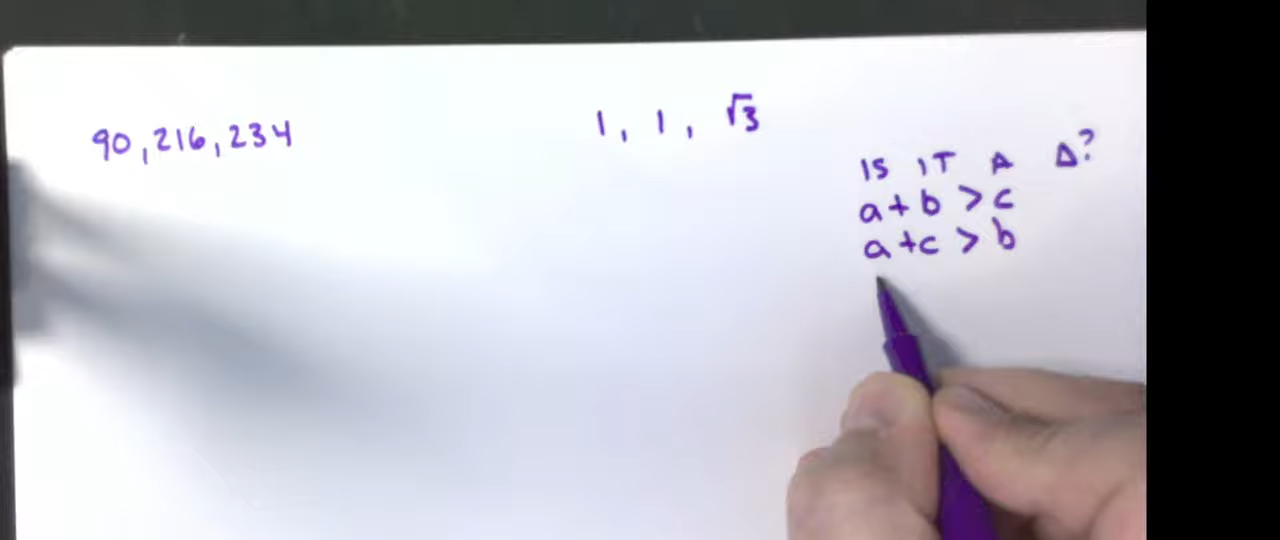 90, 216, 234
1, 1, √3
IS IT A Δ?
a + b > c
a + c > b